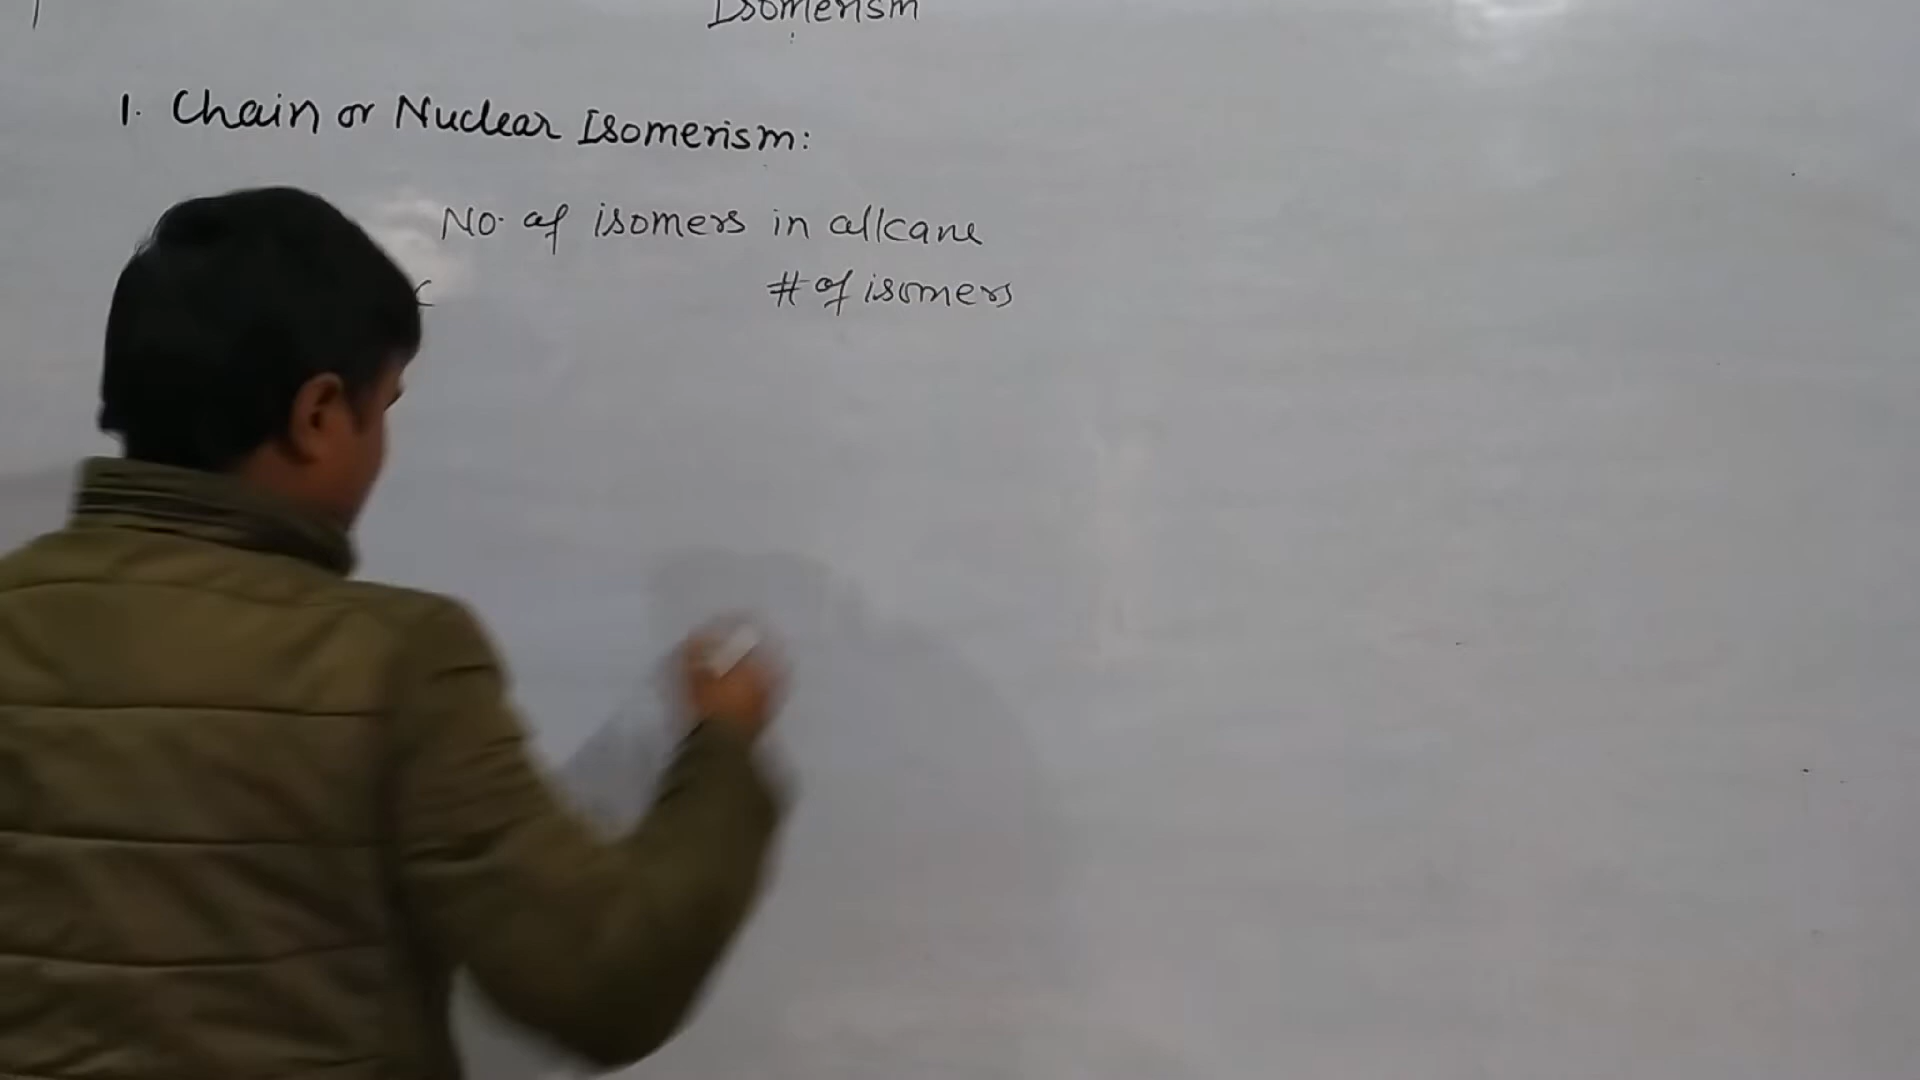 Isomerism
1. Chain or Nuclear Isomerism:
No. of isomers in alkane
# of isomers